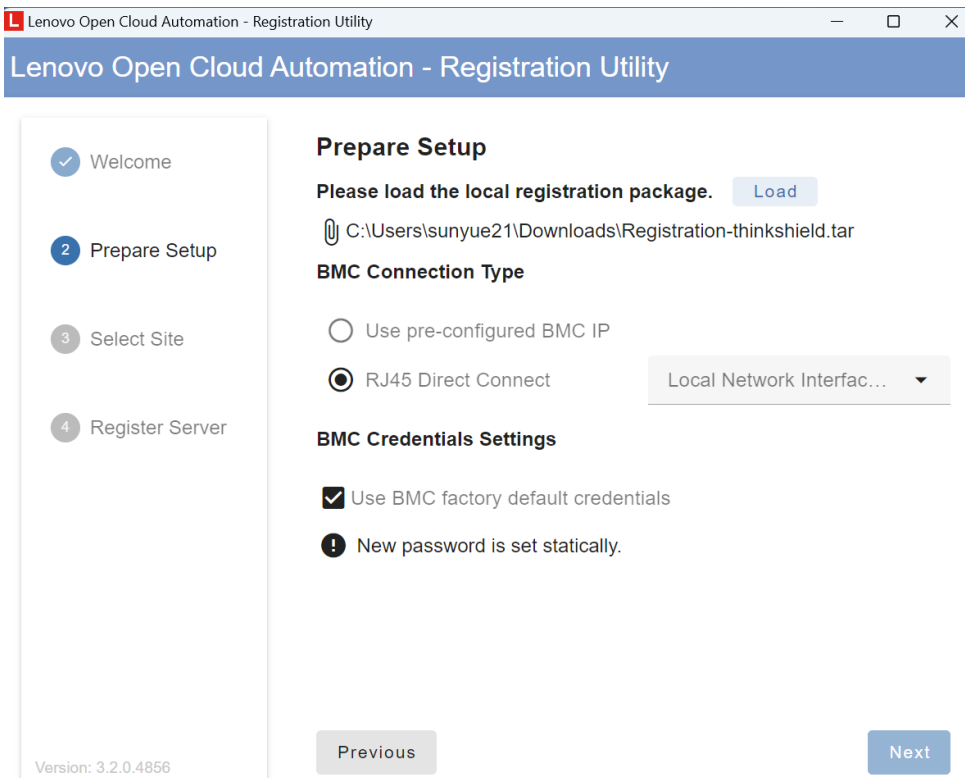 L Lenovo Open Cloud Automation - Registration Utility
Lenovo Open Cloud Automation - Registration Utility
Welcome
2 Prepare Setup
3 Select Site
4 Register Server
Version: 3.2.0.4856
Prepare Setup
Please load the local registration package. Load
C:\Users\sunyue21\Downloads\Registration-thinkshield.tar
BMC Connection Type
Use pre-configured BMC IP
RJ45 Direct Connect Local Network Interfac...
BMC Credentials Settings
Use BMC factory default credentials
! New password is set statically.
Previous Next